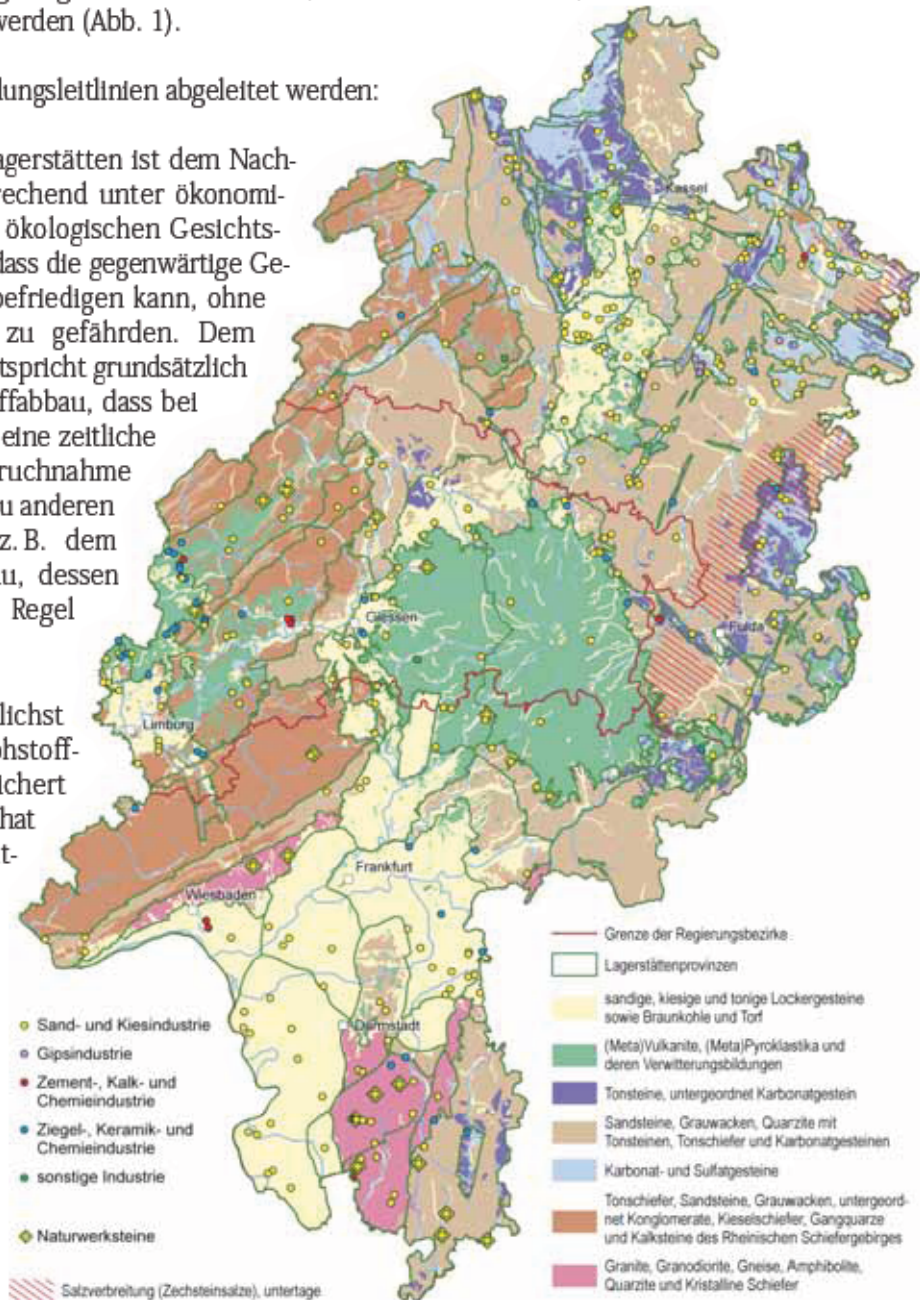 werden (Abb. 1).
dungsleitlinien abgeleitet werden:
agerstätten ist dem Nach-
rechend unter ökonomi-
ökologischen Gesichts-
dass die gegenwärtige Ge-
befriedigen kann, ohne
zu gefährden. Dem
tspricht grundsätzlich
ffabbau, dass bei
eine zeitliche
ruchnahme
u anderen
z. B. dem
u, dessen
Regel
lichst
ohstoff-
ichert
hat
t-
Kassel
Giessen
Fulda
Limburg
Frankfurt
Wiesbaden
Darmstadt
Sand- und Kiesindustrie
Gipsindustrie
Zement-, Kalk- und
Chemieindustrie
Ziegel-, Keramik- und
Chemieindustrie
sonstige Industrie
Naturwerksteine
Salzverbreitung (Zechsteinsalze), untertage
Grenze der Regierungsbezirke
Lagerstättenprovinzen
sandige, kiesige und tonige Lockergesteine
sowie Braunkohle und Torf
(Meta)Vulkanite, (Meta)Pyroklastika und
deren Verwitterungsbildungen
Tonsteine, untergeordnet Karbonatgestein
Sandsteine, Grauwacken, Quarzite mit
Tonsteinen, Tonschiefer und Karbonatgesteinen
Karbonat- und Sulfatgesteine
Tonschiefer, Sandsteine, Grauwacken, untergeord-
net Konglomerate, Kieselschiefer, Gangquarze
und Kalksteine des Rheinischen Schiefergebirges
Granite, Granodiorite, Gneise, Amphibolite,
Quarzite und Kristalline Schiefer